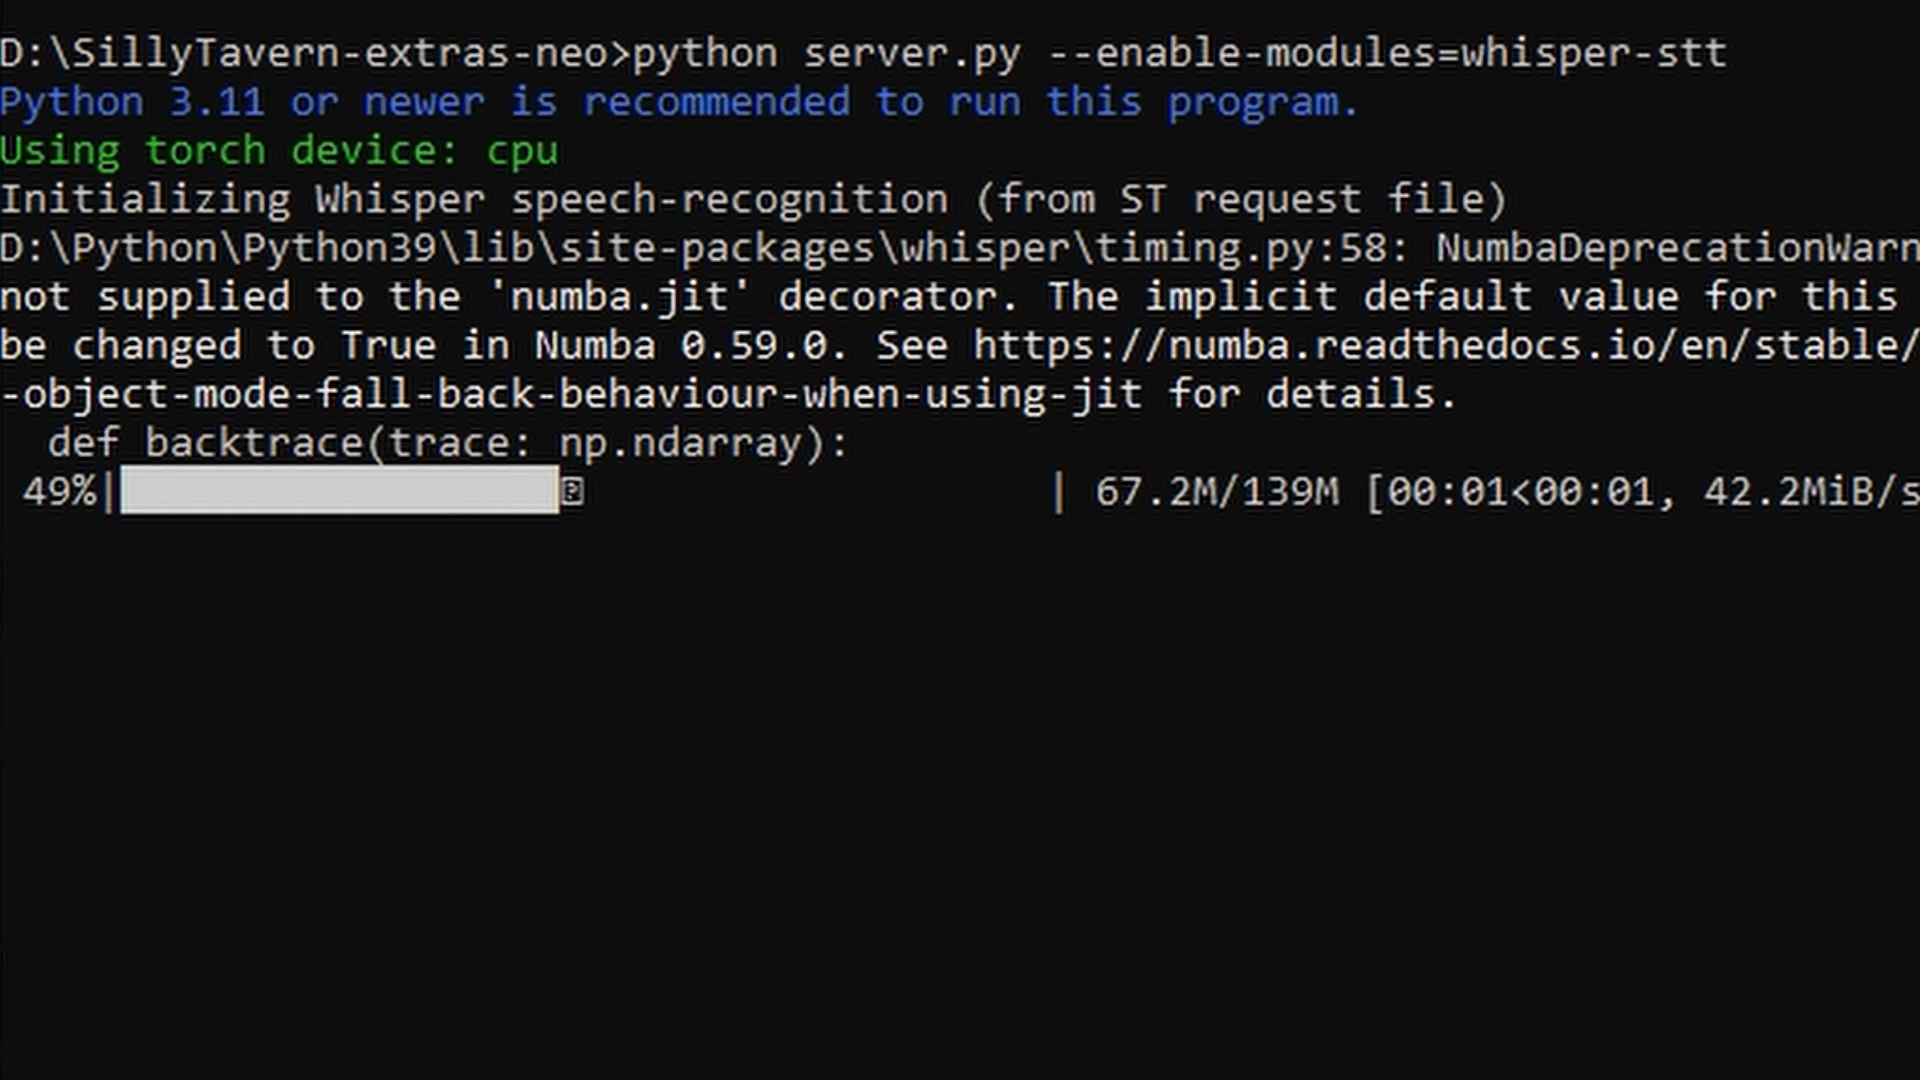 D:\SillyTavern-extras-neo>python server.py --enable-modules=whisper-stt
Python 3.11 or newer is recommended to run this program.
Using torch device: cpu
Initializing Whisper speech-recognition (from ST request file)
D:\Python\Python39\lib\site-packages\whisper\timing.py:58: NumbaDeprecationWarn
not supplied to the 'numba.jit' decorator. The implicit default value for this
be changed to True in Numba 0.59.0. See https://numba.readthedocs.io/en/stable/
-object-mode-fall-back-behaviour-when-using-jit for details.
def backtrace(trace: np.ndarray):
49%| | 67.2M/139M [00:01<00:01, 42.2MiB/s